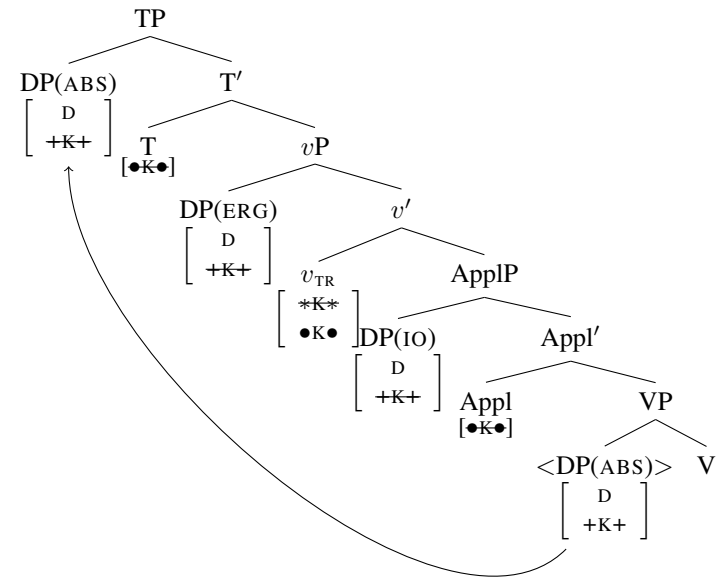 TP
DP(ABS)
T′
D
+K+
T
[●K●]
vP
DP(ERG)
v′
D
+K+
vTR
ApplP
*K*
●K●
DP(IO)
Appl′
D
+K+
Appl
VP
[●K●]
<DP(ABS)>
V
D
+K+